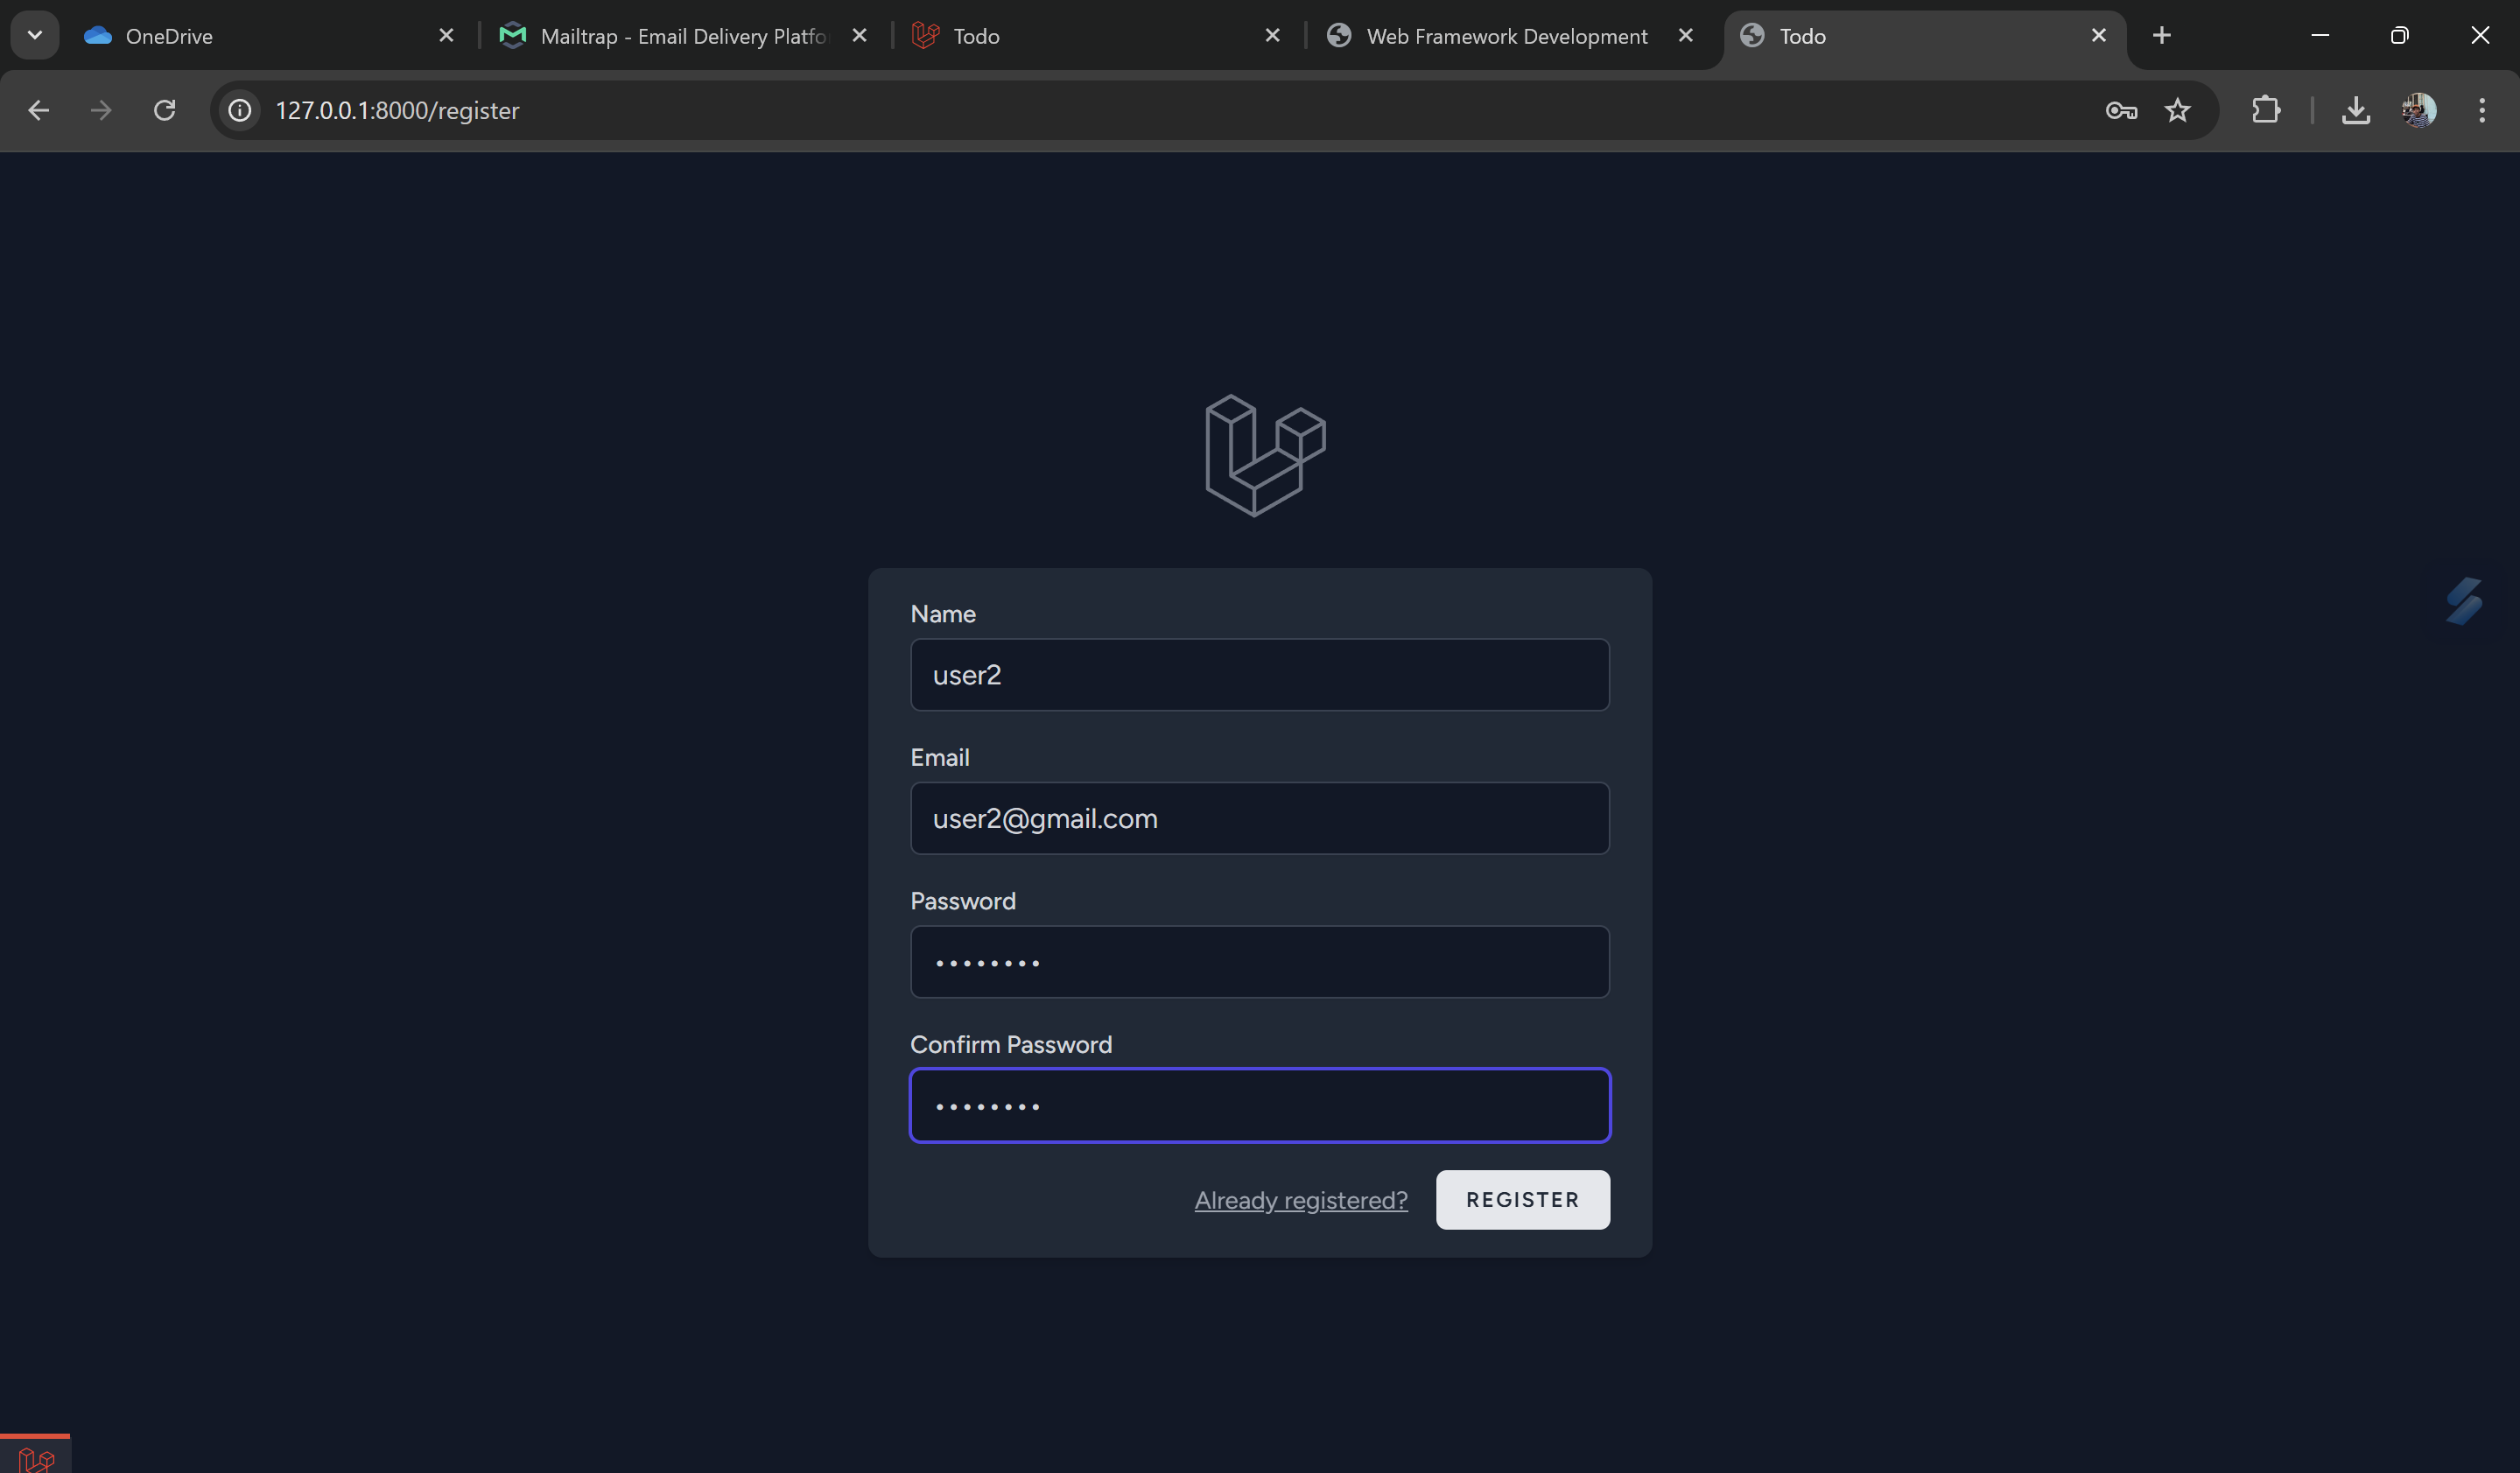 OneDrive
Mailtrap - Email Delivery Platfo
Todo
Web Framework Development
Todo
127.0.0.1:8000/register
Name
user2
Email
user2@gmail.com
Password
••••••••
Confirm Password
••••••••
Already registered?
REGISTER